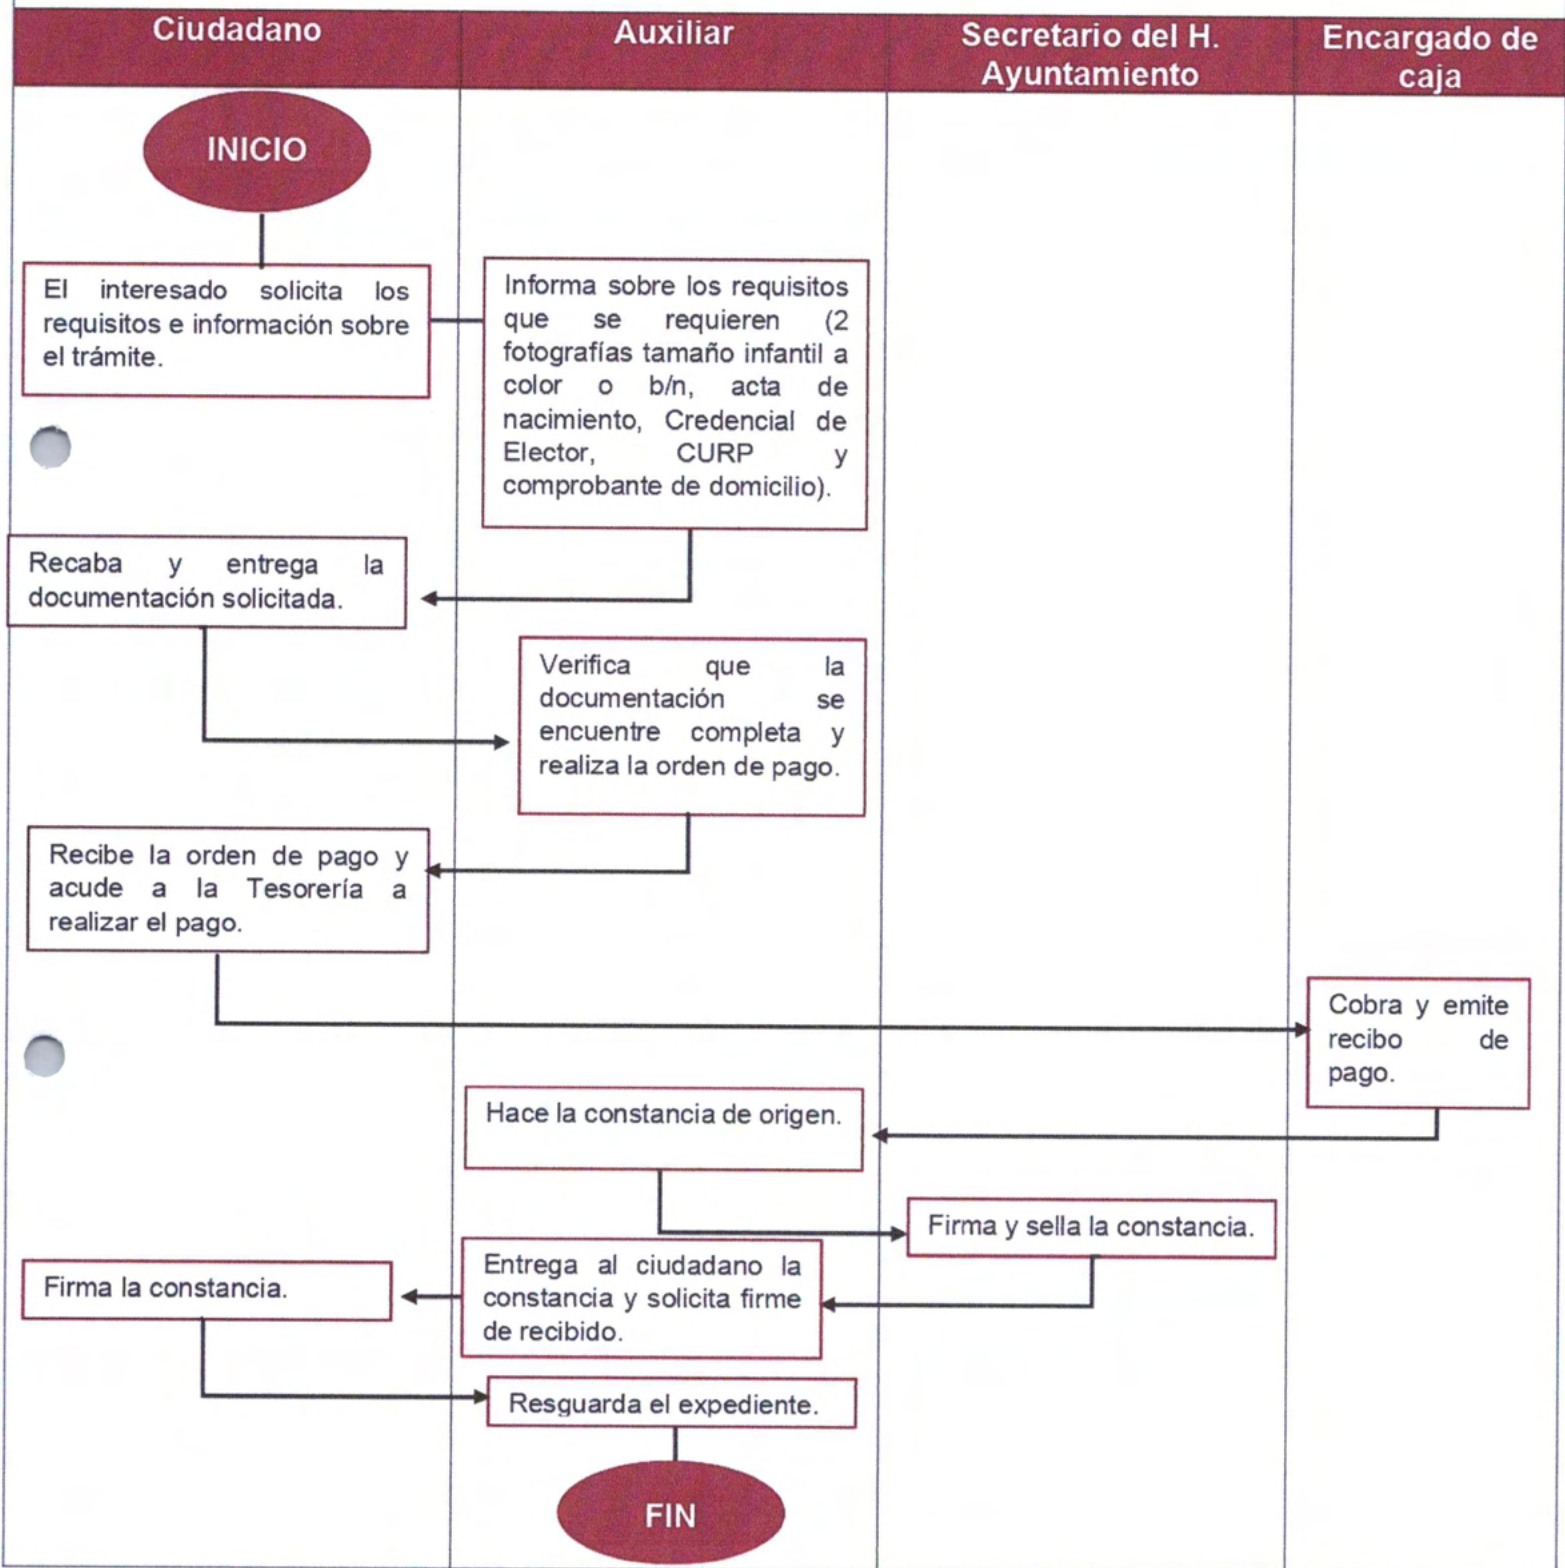 Ciudadano
Auxiliar
Secretario del H.
Ayuntamiento
Encargado de
caja
INICIO
El interesado solicita los
requisitos e información sobre
el trámite.
Informa sobre los requisitos
que se requieren (2
fotografías tamaño infantil a
color o b/n, acta de
nacimiento, Credencial de
Elector, CURP y
comprobante de domicilio).
Recaba y entrega la
documentación solicitada.
Verifica que la
documentación se
encuentre completa y
realiza la orden de pago.
Recibe la orden de pago y
acude a la Tesorería a
realizar el pago.
Cobra y emite
recibo de
pago.
Hace la constancia de origen.
Firma y sella la constancia.
Entrega al ciudadano la
constancia y solicita firme
de recibido.
Firma la constancia.
Resguarda el expediente.
FIN